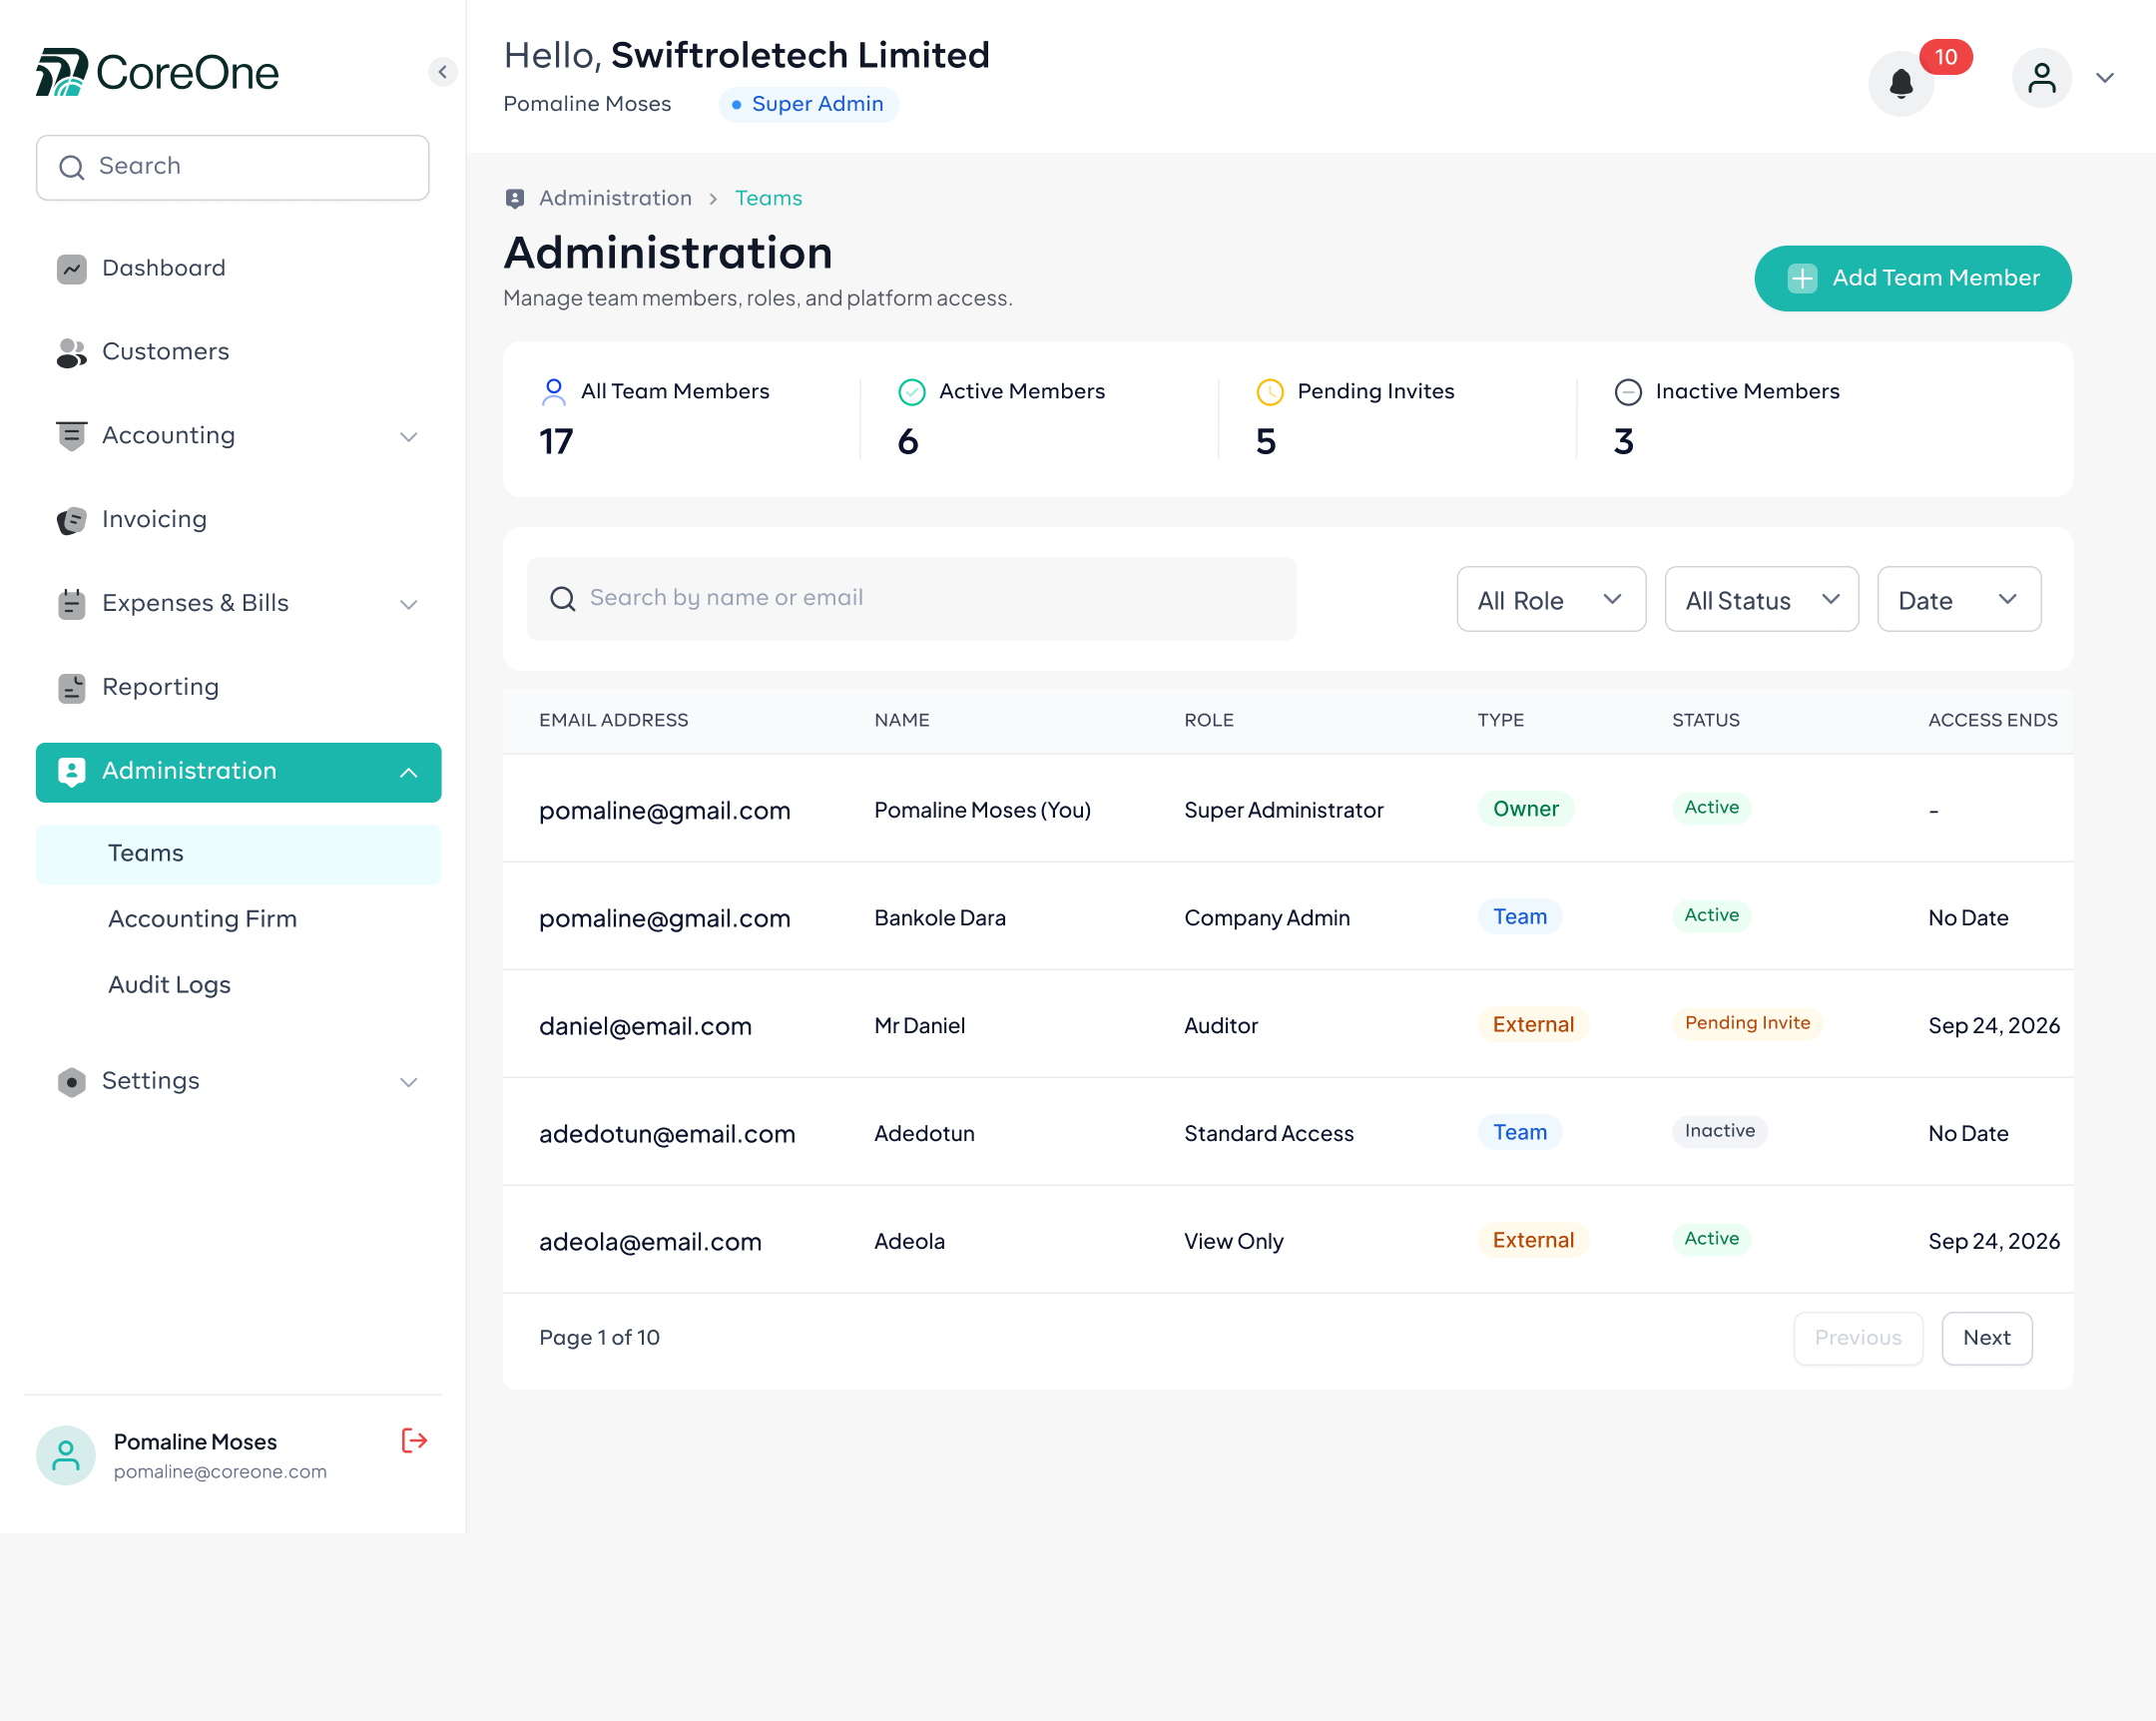 CoreOne
Search
Dashboard
Customers
Accounting
Invoicing
Expenses & Bills
Reporting
Administration
Teams
Accounting Firm
Audit Logs
Settings
Pomaline Moses
pomaline@coreone.com
Hello, Swiftroletech Limited
Pomaline Moses Super Admin
10
Administration > Teams
Administration
Manage team members, roles, and platform access.
Add Team Member
All Team Members Active Members Pending Invites Inactive Members
17 6 5 3
Search by name or email All Role All Status Date
EMAIL ADDRESS NAME ROLE TYPE STATUS ACCESS ENDS
pomaline@gmail.com Pomaline Moses (You) Super Administrator Owner Active -
pomaline@gmail.com Bankole Dara Company Admin Team Active No Date
daniel@email.com Mr Daniel Auditor External Pending Invite Sep 24, 2026
adedotun@email.com Adedotun Standard Access Team Inactive No Date
adeola@email.com Adeola View Only External Active Sep 24, 2026
Page 1 of 10 Previous Next